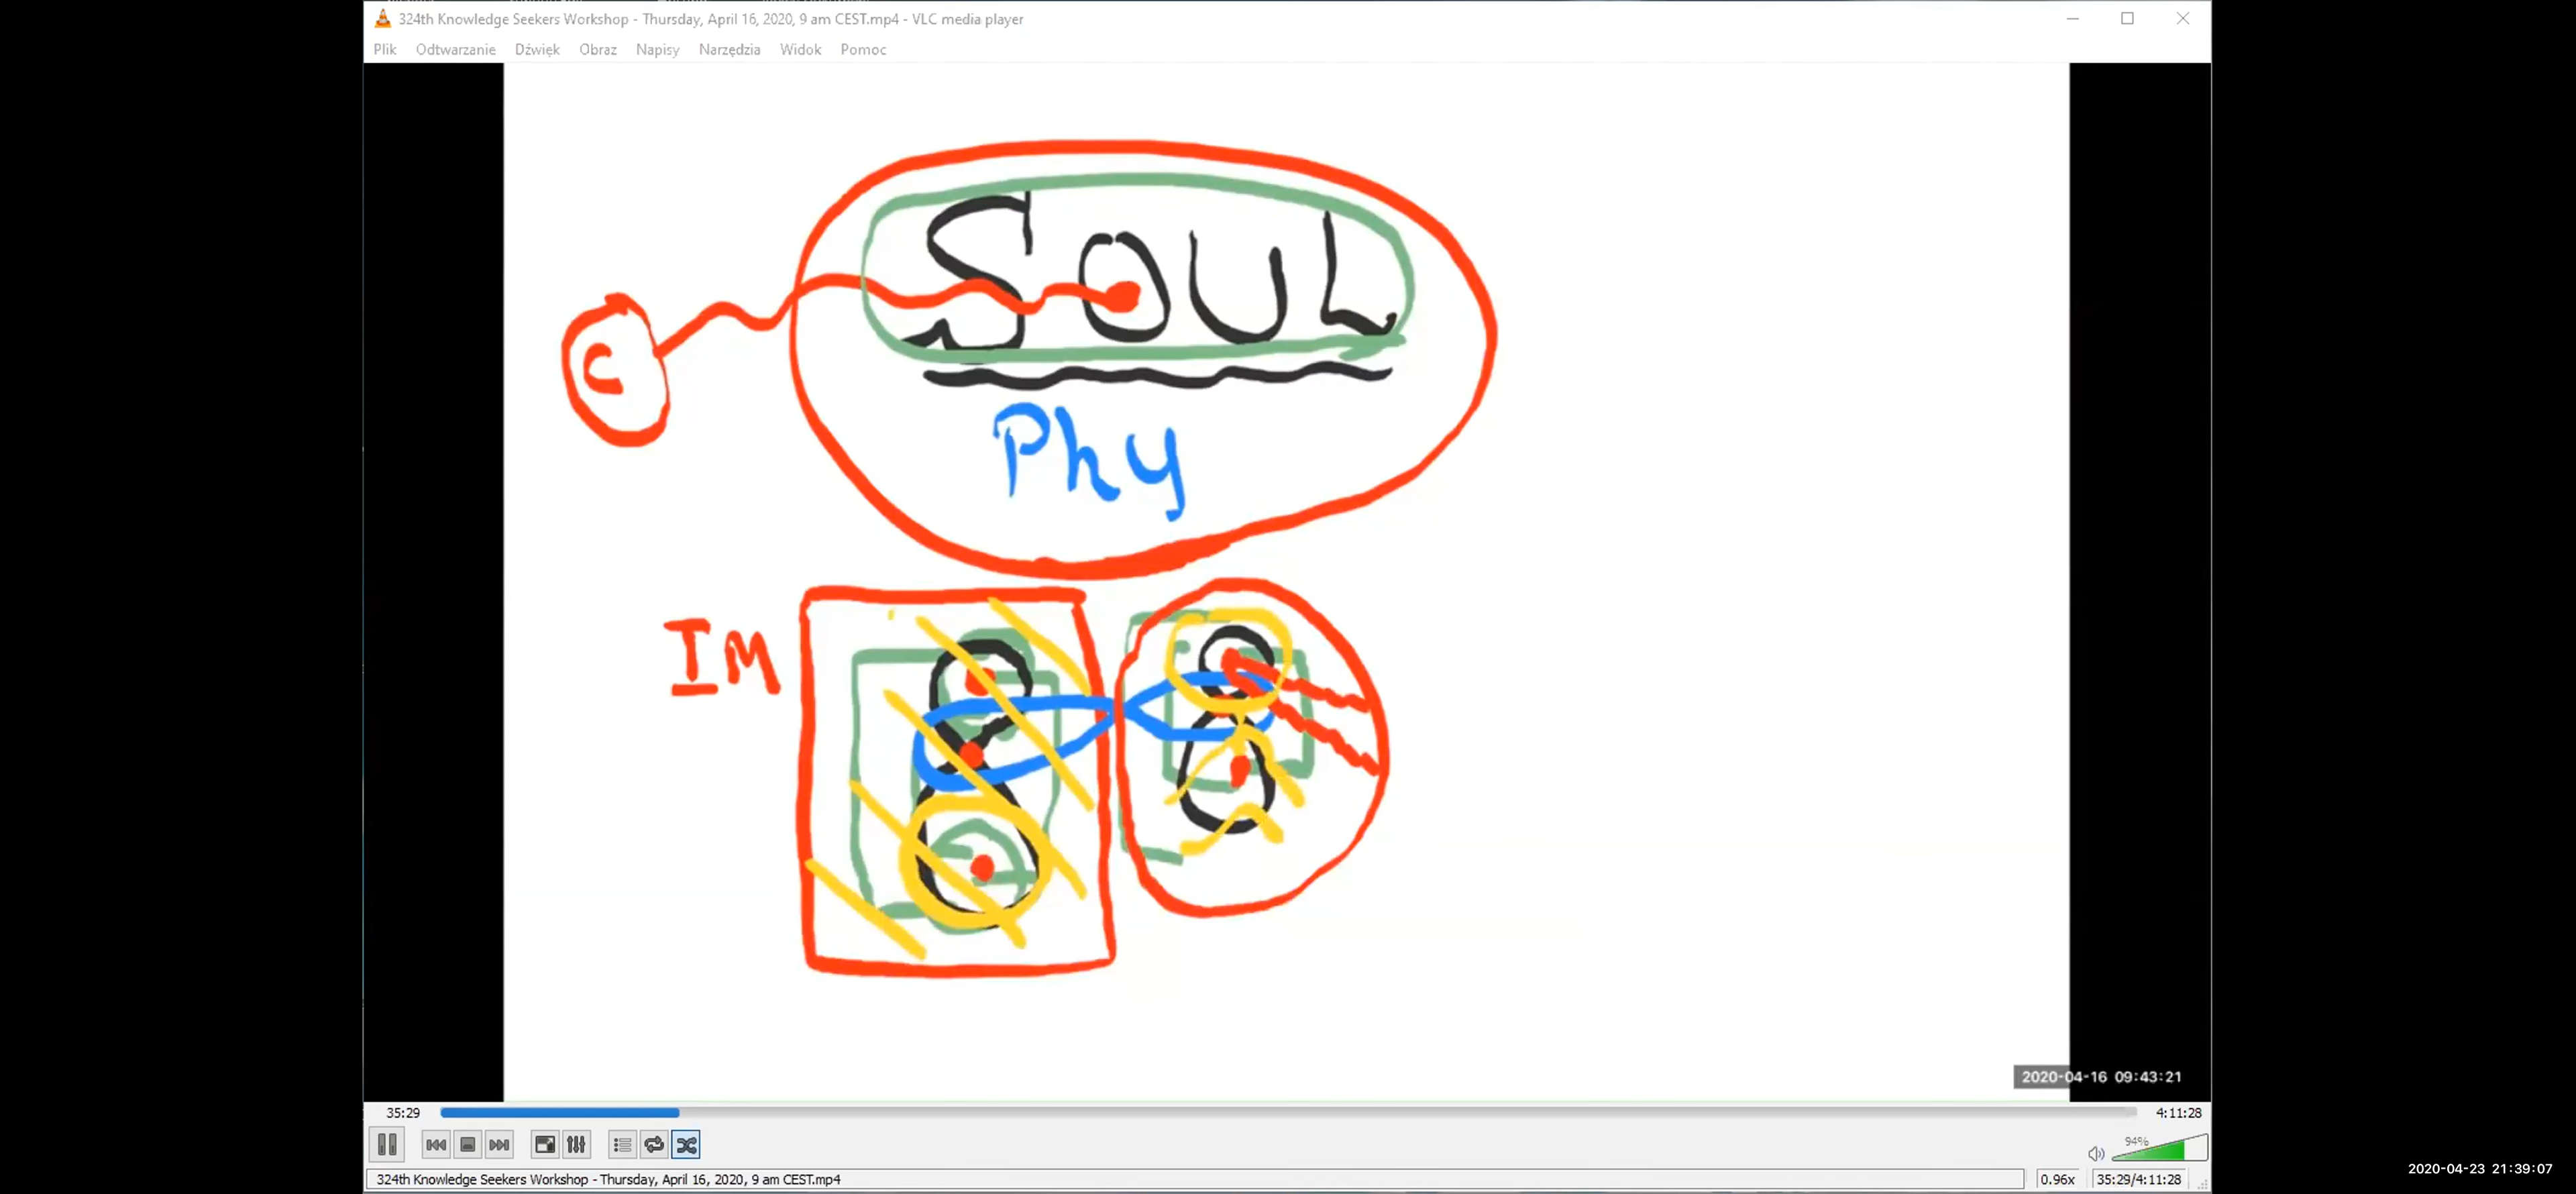 324th Knowledge Seekers Workshop - Thursday, April 16, 2020, 9 am CEST.mp4 - VLC media player
Plik Odtwarzanie Dźwięk Obraz Napisy Narzędzia Widok Pomoc
SOUL
C
Phy
IM
2020-04-16 09:43:21
35:29 4:11:28
94%
324th Knowledge Seekers Workshop - Thursday, April 16, 2020, 9 am CEST.mp4 0.96x 35:29/4:11:28
2020-04-23 21:39:07